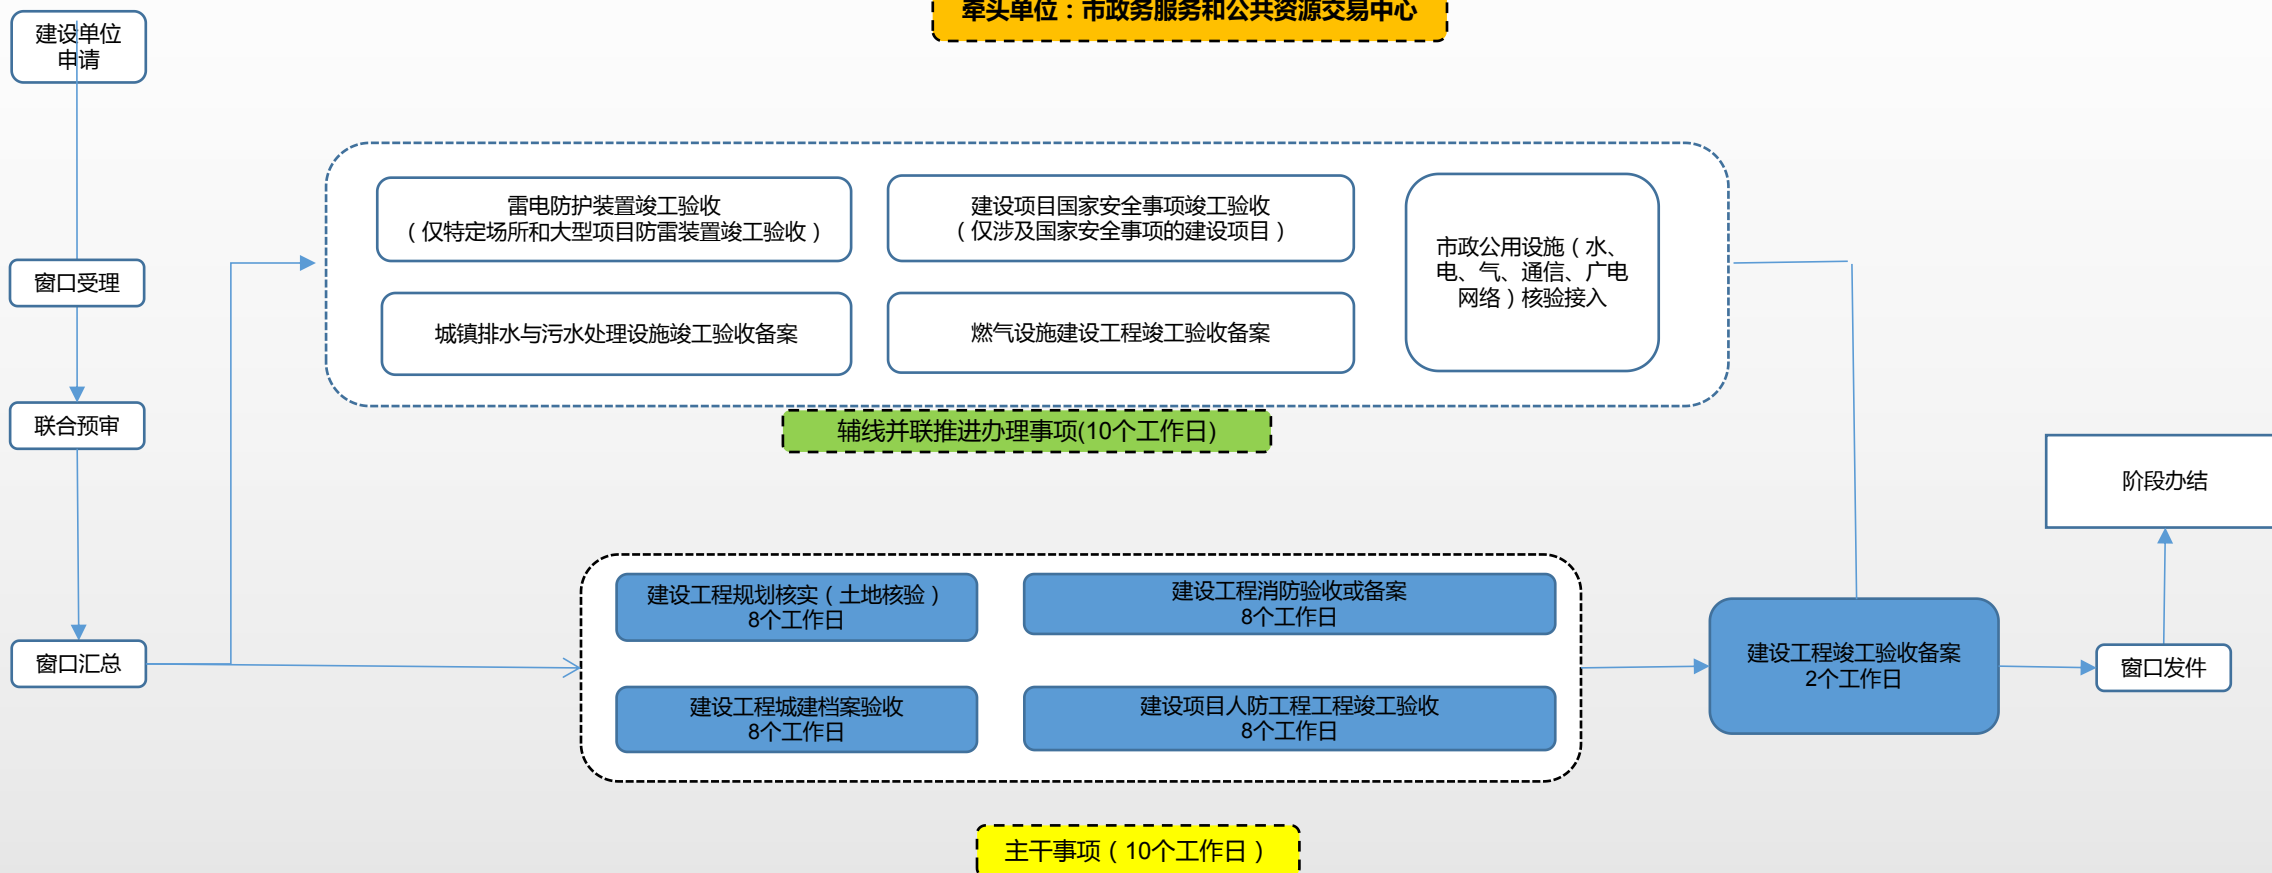 牵头单位：市政务服务和公共资源交易中心
建设单位
申请
窗口受理
联合预审
窗口汇总
雷电防护装置竣工验收
（仅特定场所和大型项目防雷装置竣工验收）
建设项目国家安全事项竣工验收
（仅涉及国家安全事项的建设项目）
市政公用设施（水、
电、气、通信、广电
网络）核验接入
城镇排水与污水处理设施竣工验收备案
燃气设施建设工程竣工验收备案
辅线并联推进办理事项(10个工作日)
建设工程规划核实（土地核验）
8个工作日
建设工程消防验收或备案
8个工作日
建设工程城建档案验收
8个工作日
建设项目人防工程工程竣工验收
8个工作日
建设工程竣工验收备案
2个工作日
窗口发件
阶段办结
主干事项（10个工作日）